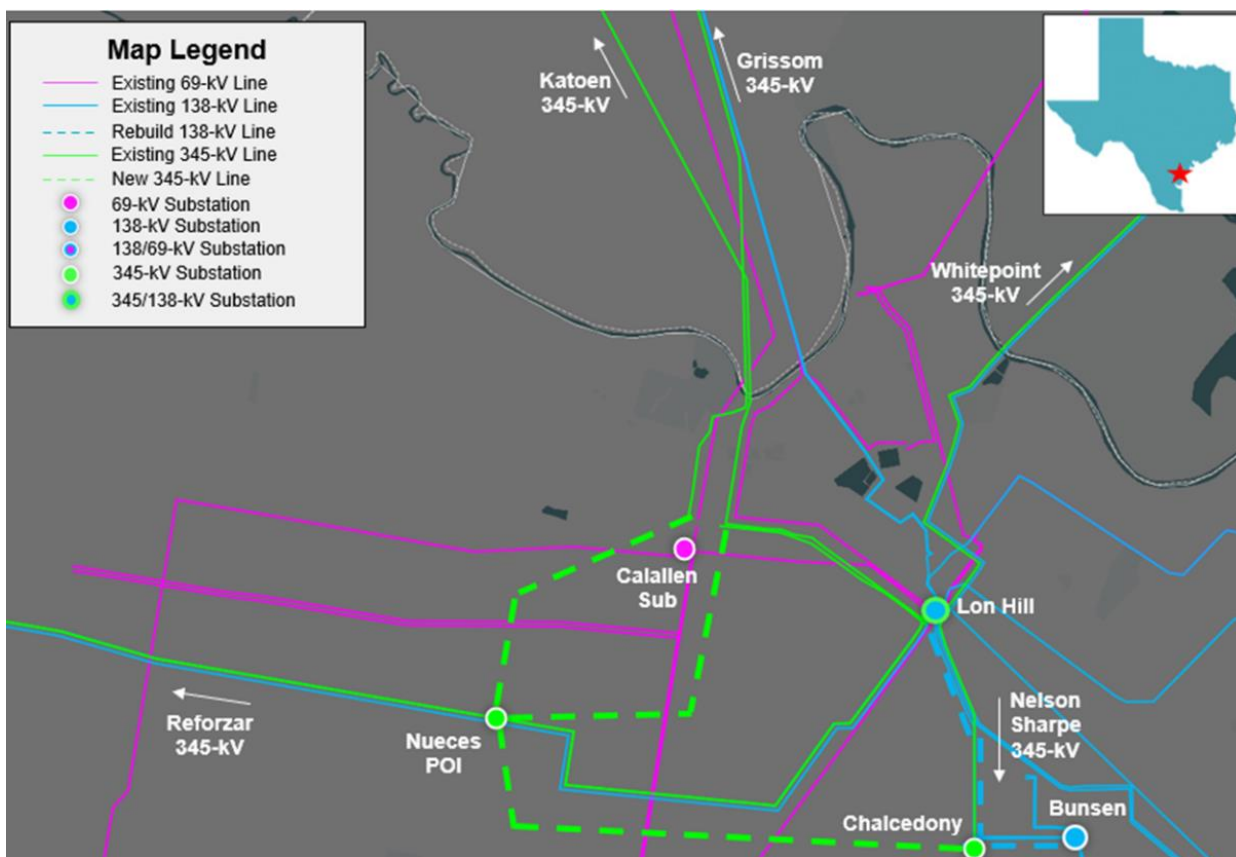 Map Legend
Existing 69-kV Line
Existing 138-kV Line
Rebuild 138-kV Line
Existing 345-kV Line
New 345-kV Line
69-kV Substation
138-kV Substation
138/69-kV Substation
345-kV Substation
345/138-kV Substation
Katoen
345-kV
Grissom
345-kV
Whitepoint
345-kV
Calallen
Sub
Lon Hill
Reforzar
345-kV
Nueces
POI
Nelson
Sharpe
345-kV
Chalcedony
Bunsen